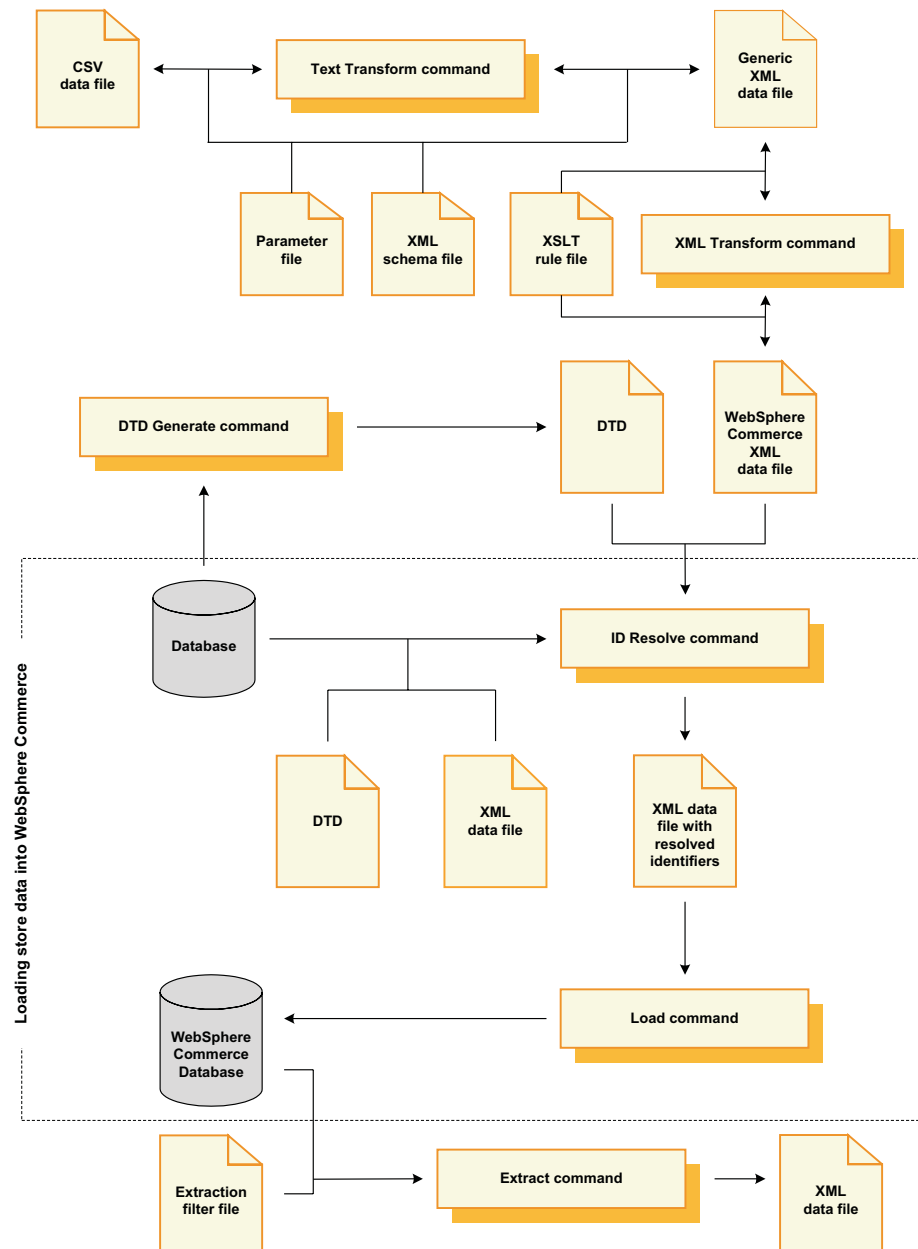 CSV
data file
Text Transform command
Generic
XML
data file
Parameter
file
XML
schema file
XSLT
rule file
XML Transform command
DTD Generate command
DTD
WebSphere
Commerce
XML
data file
Loading store data into WebSphere Commerce
Database
ID Resolve command
DTD
XML
data file
XML data
file with
resolved
identifiers
WebSphere
Commerce
Database
Load command
Extraction
filter file
Extract command
XML
data file